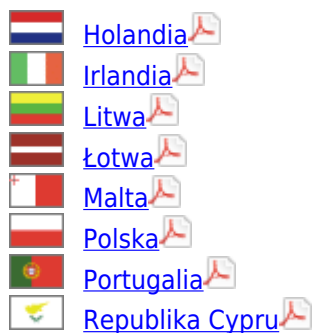 Holandia
Irlandia
Litwa
Łotwa
Malta
Polska
Portugalia
Republika Cypru